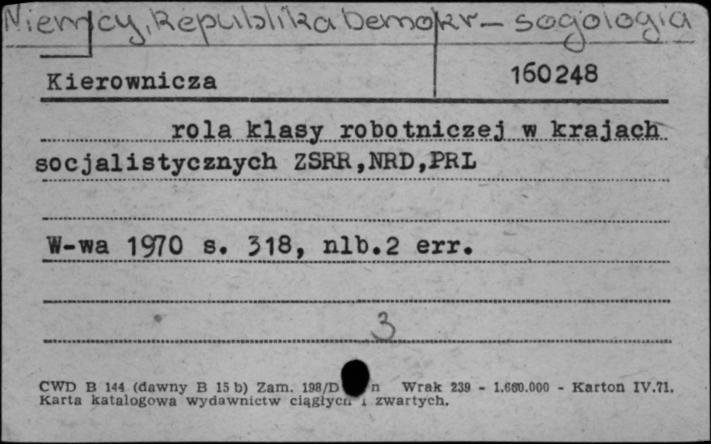 Niemcy, Republika Demokr – socjologia
Kierownicza 160248
rola klasy robotniczej w krajach
socjalistycznych ZSRR,NRD,PRL
W-wa 1970 s. 318, nlb.2 err.
3
CWD B 144 (dawny B 15 b) Zam. 198/D n Wrak 239 - 1.660.000 - Karton IV.71.
Karta katalogowa wydawnictw ciągłych i zwartych.